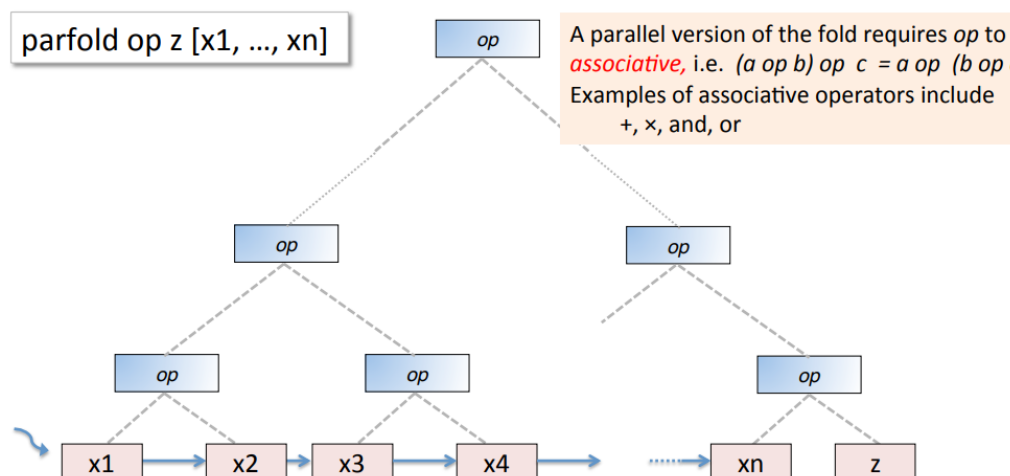 parfold op z [x1, …, xn]
op
A parallel version of the fold requires op to
associative, i.e. (a op b) op c = a op (b op
Examples of associative operators include
+, ×, and, or
op
op
op
op
op
x1
x2
x3
x4
xn
z